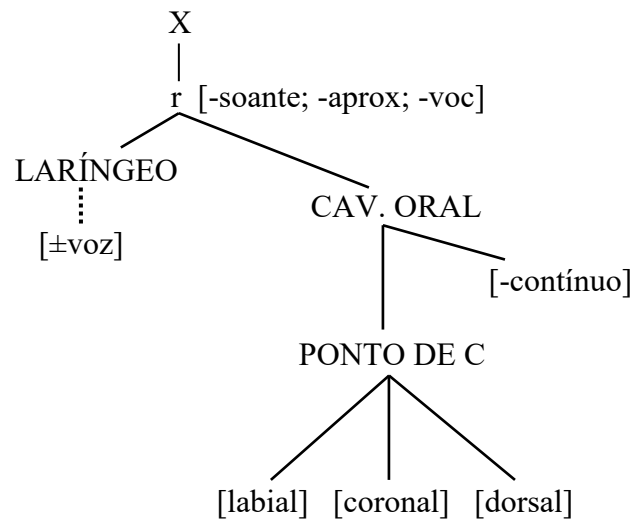 X
r [-soante; -aprox; -voc]
LARÍNGEO
CAV. ORAL
[±voz]
[-contínuo]
PONTO DE C
[labial] [coronal] [dorsal]